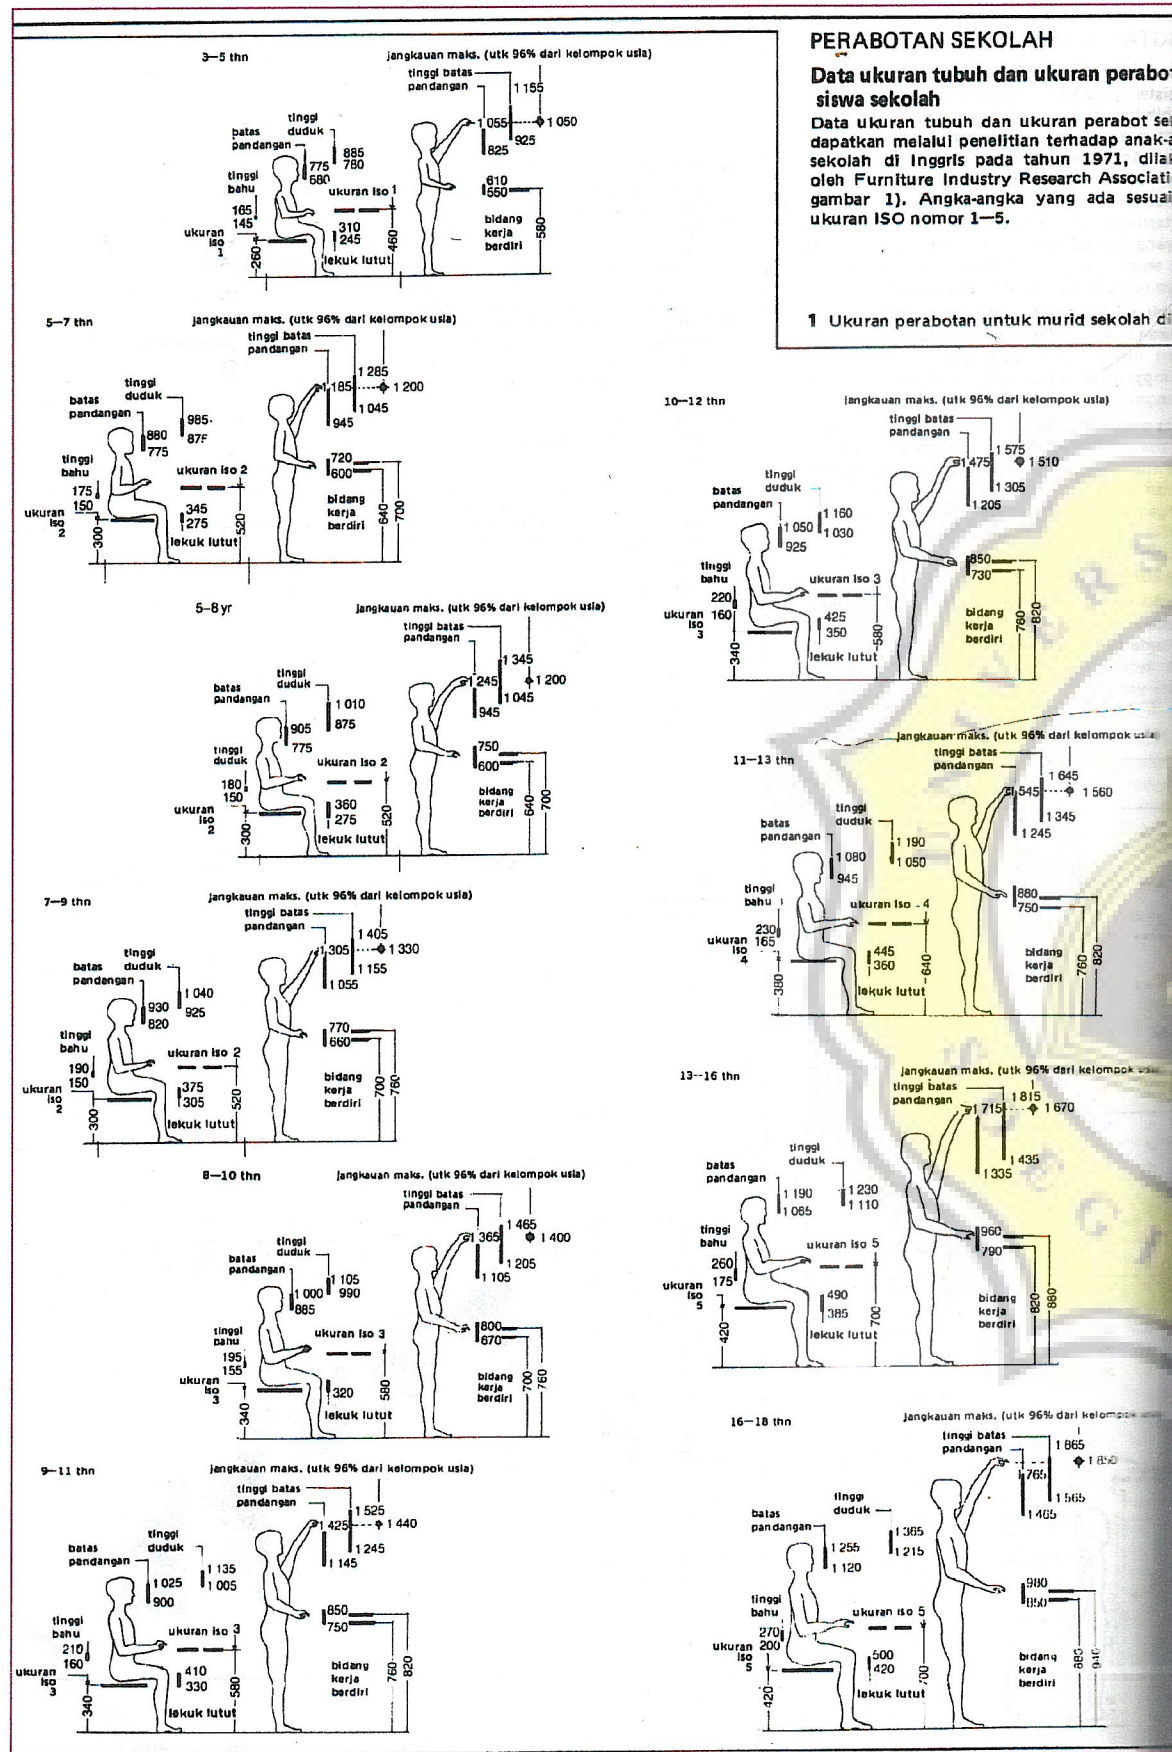 PERABOTAN SEKOLAH
Data ukuran tubuh dan ukuran perabot
siswa sekolah
Data ukuran tubuh dan ukuran perabot
dapatkan melalui penelitian terhadap
sekolah di Inggris pada tahun 1971,
oleh Furniture Industry Research
gambar 1). Angka-angka yang ada
ukuran ISO nomor 1—5.
1 Ukuran perabotan untuk murid sekolah
3—5 thn
jangkauan maks. (utk 96% dari kelompok usia)
tinggi batas
pandangan
1 155
1 055
1 050
925
825
tinggi
duduk
batas
pandangan
885
780
775
680
tinggi
bahu
165
145
ukuran iso 1
310
245
lekuk lutut
460
ukuran
iso
1
260
610
550
bidang
kerja
berdiri
580
5—7 thn
jangkauan maks. (utk 96% dari kelompok usia)
tinggi batas
pandangan
1 285
1 185
1 200
1 045
945
tinggi
duduk
batas
pandangan
985
880
775
tinggi
bahu
175
150
ukuran iso 2
345
275
lekuk lutut
520
ukuran
iso
2
300
720
600
bidang
kerja
berdiri
640
700
5-8 yr
jangkauan maks. (utk 96% dari kelompok usia)
tinggi batas
pandangan
1 345
1 245
1 200
1 045
945
tinggi
duduk
batas
pandangan
1 010
875
905
775
tinggi
duduk
180
150
ukuran iso 2
360
275
lekuk lutut
520
ukuran
iso
2
300
750
600
bidang
kerja
berdiri
640
700
7—9 thn
jangkauan maks. (utk 96% dari kelompok usia)
tinggi batas
pandangan
1 405
1 305
1 330
1 155
1 055
tinggi
duduk
batas
pandangan
1 040
925
930
820
tinggi
bahu
190
150
ukuran iso 2
375
305
lekuk lutut
520
ukuran
iso
2
300
770
660
bidang
kerja
berdiri
700
760
8—10 thn
jangkauan maks. (utk 96% dari kelompok usia)
tinggi batas
pandangan
1 465
1 365
1 400
1 205
1 105
tinggi
duduk
batas
pandangan
1 105
990
1 000
885
tinggi
bahu
195
155
ukuran iso 3
320
lekuk lutut
580
ukuran
iso
3
340
800
670
bidang
kerja
berdiri
700
760
9—11 thn
jangkauan maks. (utk 96% dari kelompok usia)
tinggi batas
pandangan
1 525
1 425
1 440
1 245
1 145
tinggi
duduk
batas
pandangan
1 135
1 005
1 025
900
tinggi
bahu
210
160
ukuran iso 3
410
330
lekuk lutut
580
ukuran
iso
3
340
850
750
bidang
kerja
berdiri
760
820
10—12 thn
jangkauan maks. (utk 96% dari kelompok usia)
tinggi batas
pandangan
1 575
1 475
1 510
1 305
1 205
tinggi
duduk
batas
pandangan
1 160
1 030
1 050
925
tinggi
bahu
220
160
ukuran iso 3
425
350
lekuk lutut
580
ukuran
iso
3
340
850
730
bidang
kerja
berdiri
760
820
11—13 thn
jangkauan maks. (utk 96% dari kelompok
tinggi batas
pandangan
1 645
1 545
1 560
1 345
1 245
tinggi
duduk
batas
pandangan
1 190
1 050
1 080
945
tinggi
bahu
230
165
ukuran iso - 4
445
360
lekuk lutut
640
ukuran
iso
4
380
880
750
bidang
kerja
berdiri
760
820
13—16 thn
jangkauan maks. (utk 96% dari kelompok
tinggi batas
pandangan
1 815
1 715
1 670
1 435
1 335
tinggi
duduk
batas
pandangan
1 230
1 110
1 190
1 065
tinggi
bahu
260
175
ukuran iso 5
490
385
lekuk lutut
700
ukuran
iso
5
420
960
790
bidang
kerja
berdiri
820
880
16—18 thn
jangkauan maks. (utk 96% dari
tinggi batas
pandangan
1 865
1 765
1 850
1 565
1 465
tinggi
duduk
batas
pandangan
1 365
1 215
1 255
1 120
tinggi
bahu
270
200
ukuran iso 5
500
420
lekuk lutut
700
ukuran
iso
5
420
980
850
bidang
kerja
berdiri